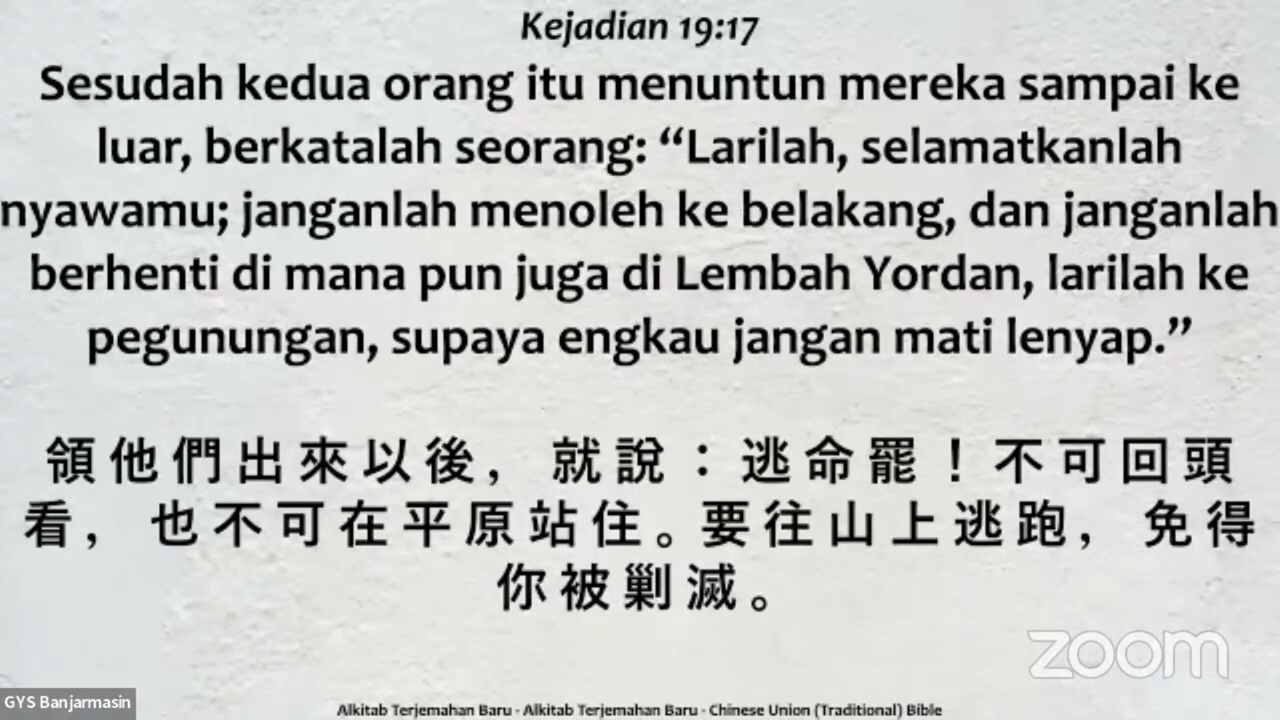 Kejadian 19:17
Sesudah kedua orang itu menuntun mereka sampai ke
luar, berkatalah seorang: “Larilah, selamatkanlah
nyawamu; janganlah menoleh ke belakang, dan janganlah
berhenti di mana pun juga di Lembah Yordan, larilah ke
pegunungan, supaya engkau jangan mati lenyap.”
領他們出來以後，就說：逃命罷！不可回頭
看，也不可在平原站住。要往山上逃跑，免得
你被剿滅。
zoom
GYS Banjarmasin
Alkitab Terjemahan Baru - Alkitab Terjemahan Baru - Chinese Union (Traditional) Bible